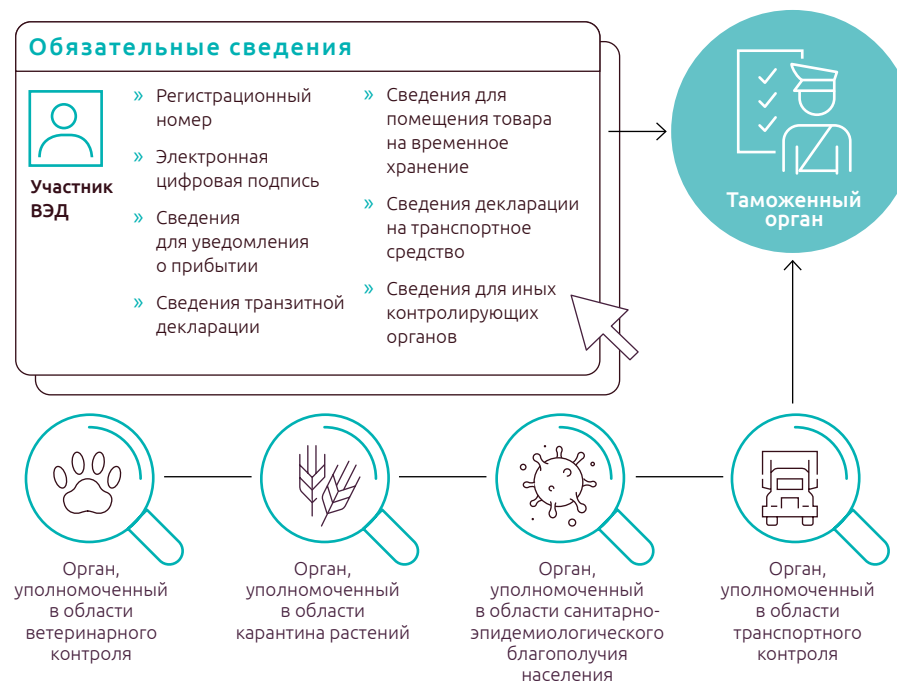 Обязательные сведения
Участник
ВЭД
» Регистрационный
номер
» Электронная
цифровая подпись
» Сведения
для уведомления
о прибытии
» Сведения транзитной
декларации
» Сведения для
помещения товара
на временное
хранение
» Сведения декларации
на транспортное
средство
» Сведения для иных
контролирующих
органов
Таможенный
орган
Орган,
уполномоченный
в области
ветеринарного
контроля
Орган,
уполномоченный
в области
карантина растений
Орган,
уполномоченный
в области санитарно-
эпидемиологического
благополучия
населения
Орган,
уполномоченный
в области
транспортного
контроля